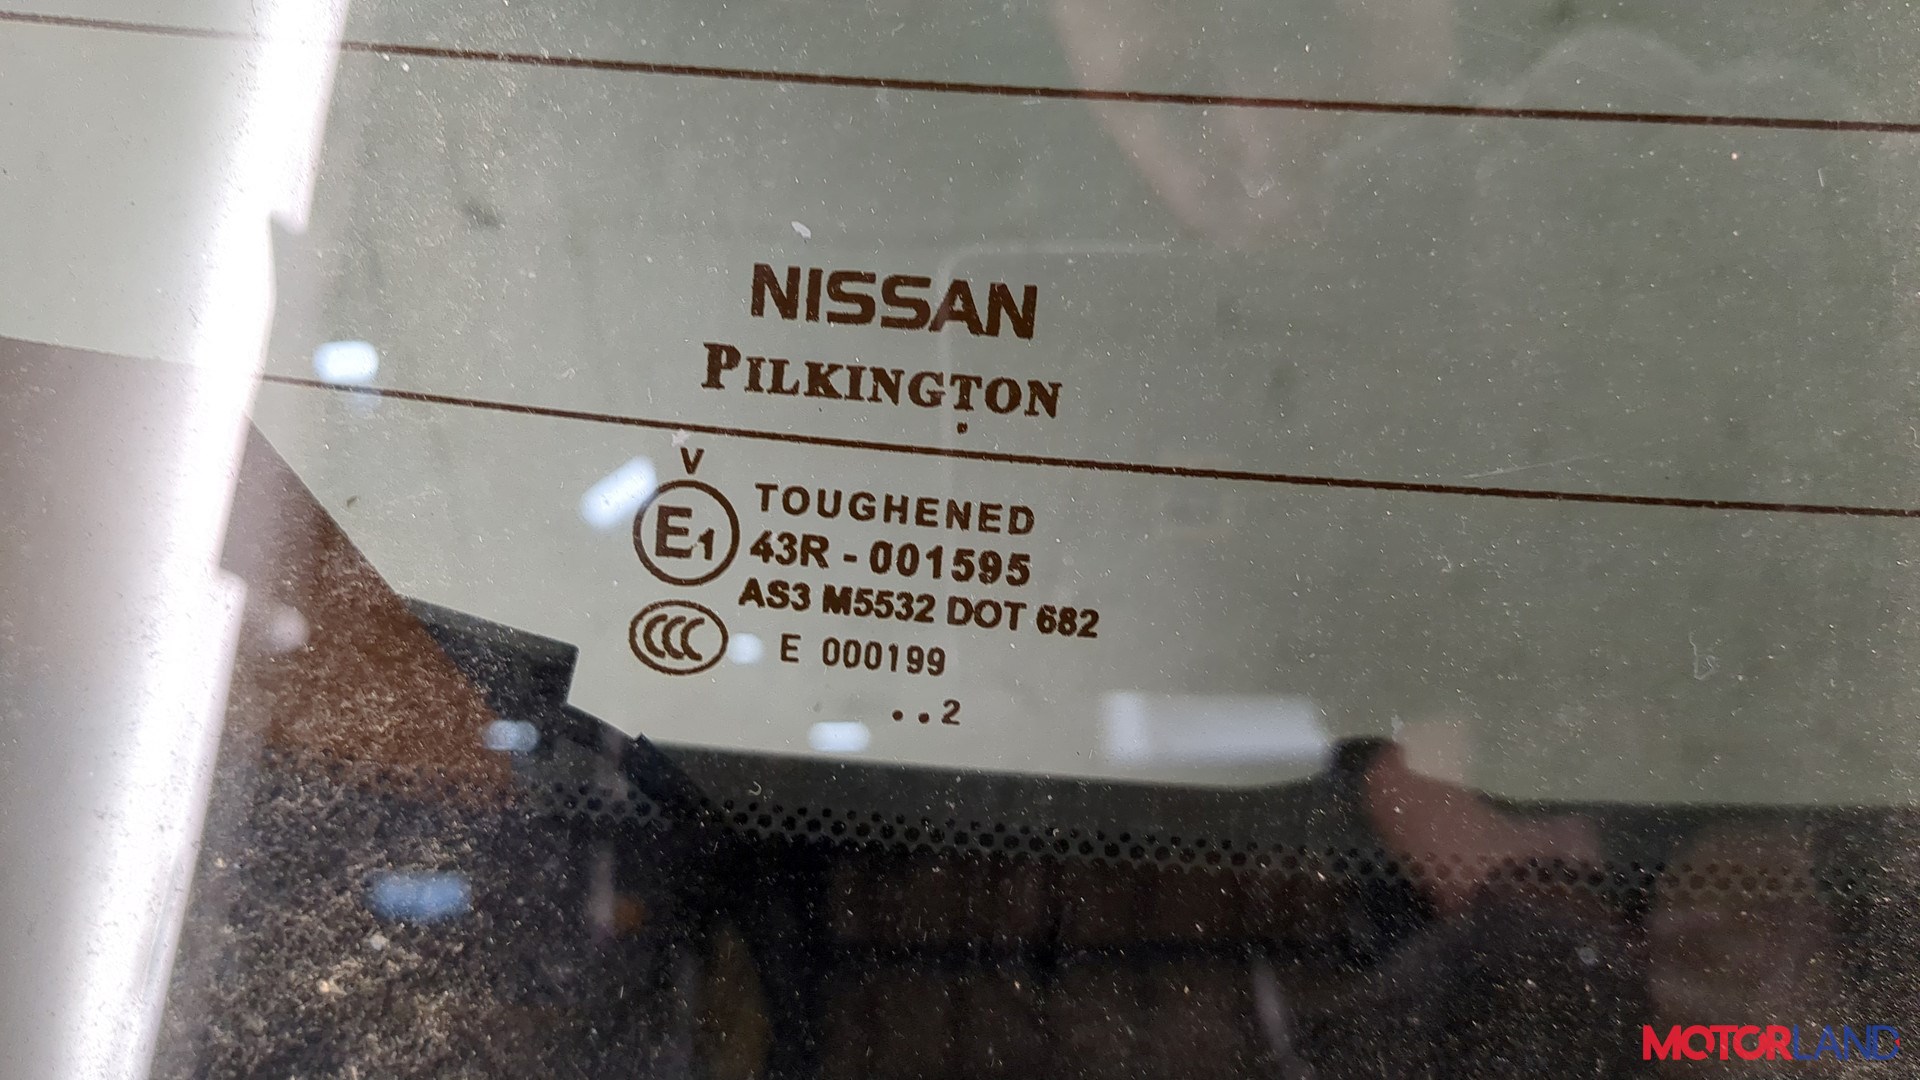 NISSAN
PILKINGTON
V
E1 TOUGHENED
43R - 001595
AS3 M5532 DOT 682
CCC E 000199
..2
MOTORLAND